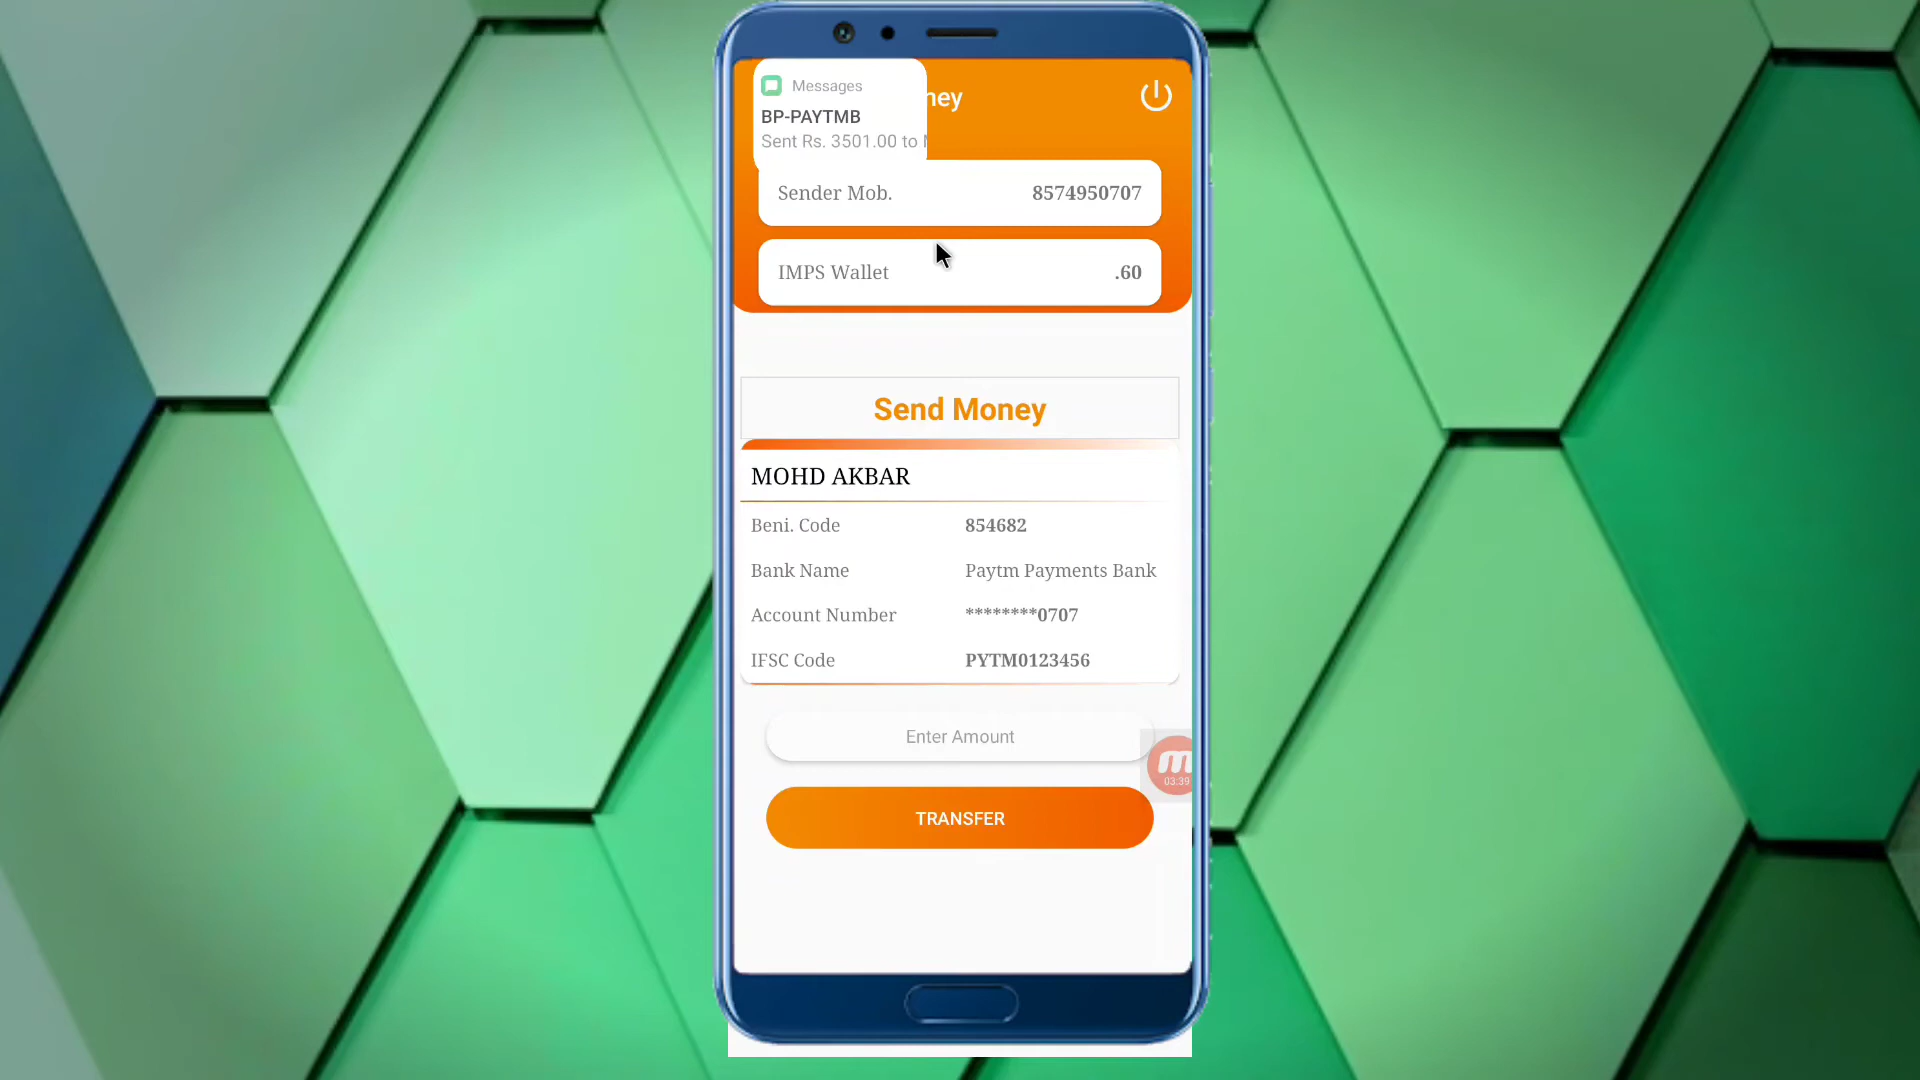 Messages
BP-PAYTMB
Sent Rs. 3501.00 to
Sender Mob. 8574950707
IMPS Wallet .60
Send Money
MOHD AKBAR
Beni. Code 854682
Bank Name Paytm Payments Bank
Account Number ********0707
IFSC Code PYTM0123456
Enter Amount
03:39
TRANSFER